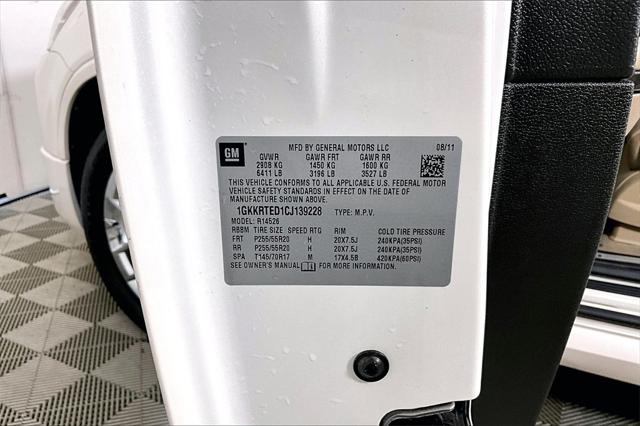 GM
MFD BY GENERAL MOTORS LLC 08/11
GVWR GAWR FRT GAWR RR
2908 KG 1450 KG 1600 KG
6411 LB 3196 LB 3527 LB
THIS VEHICLE CONFORMS TO ALL APPLICABLE U.S. FEDERAL MOTOR
VEHICLE SAFETY STANDARDS IN EFFECT ON THE DATE OF
MANUFACTURE SHOWN ABOVE.
1GKKRTED1CJ139228 TYPE: M.P.V.
MODEL: R14526
RBBM TIRE SIZE SPEED RTG RIM COLD TIRE PRESSURE
FRT P255/55R20 H 20X7.5J 240KPA(35PSI)
RR P255/55R20 H 20X7.5J 240KPA(35PSI)
SPA T145/70R17 M 17X4.5B 420KPA(60PSI)
SEE OWNER'S MANUAL FOR MORE INFORMATION.